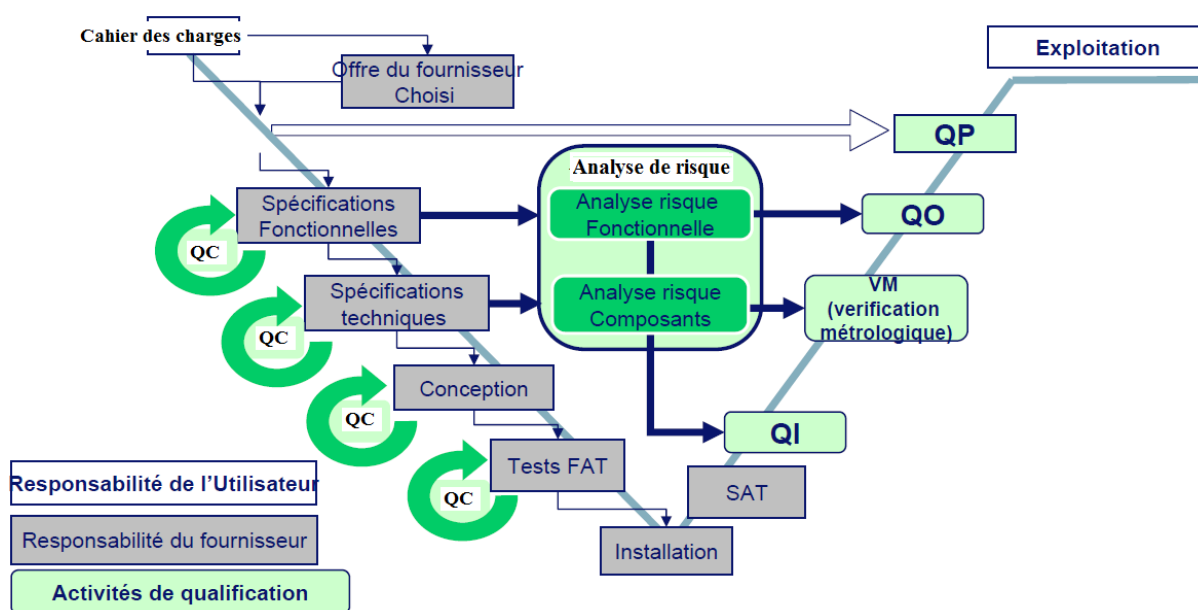 Cahier des charges
Offre du fournisseur
Choisi
Exploitation
QP
Analyse de risque
Spécifications
Fonctionnelles
QC
Analyse risque
Fonctionnelle
QO
Spécifications
techniques
QC
Analyse risque
Composants
VM
(verification
métrologique)
Conception
QC
QI
Tests FAT
QC
SAT
Installation
Responsabilité de l’Utilisateur
Responsabilité du fournisseur
Activités de qualification